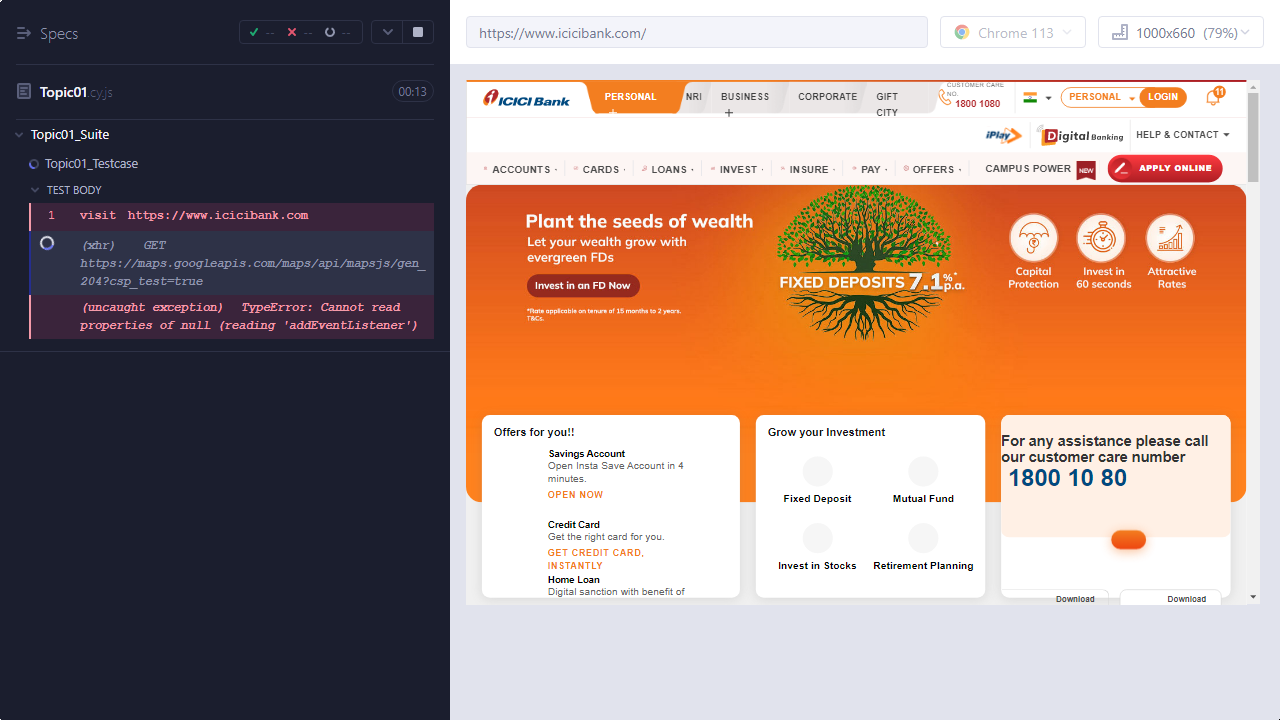 Specs
-- -- --
Topic01.cy.js 00:13
Topic01_Suite
Topic01_Testcase
TEST BODY
1 visit https://www.icicibank.com
(xhr) GET
https://maps.googleapis.com/maps/api/mapsjs/gen_
204?csp_test=true
(uncaught exception) TypeError: Cannot read
properties of null (reading 'addEventListener')
https://www.icicibank.com/
Chrome 113
1000x660 (79%)
ICICI Bank
PERSONAL
NRI
BUSINESS
CORPORATE
GIFT
CITY
CUSTOMER CARE
NO.
1800 1080
PERSONAL
LOGIN
11
iPlay
Digital Banking
HELP & CONTACT
ACCOUNTS
CARDS
LOANS
INVEST
INSURE
PAY
OFFERS
CAMPUS POWER NEW
APPLY ONLINE
Plant the seeds of wealth
Let your wealth grow with
evergreen FDs
Invest in an FD Now
*Rate applicable on tenure of 15 months to 2 years.
T&Cs.
FIXED DEPOSITS 7.1%* p.a.
Capital
Protection
Invest in
60 seconds
Attractive
Rates
Offers for you!!
Savings Account
Open Insta Save Account in 4
minutes.
OPEN NOW
Credit Card
Get the right card for you.
GET CREDIT CARD,
INSTANTLY
Home Loan
Digital sanction with benefit of
Grow your Investment
Fixed Deposit
Mutual Fund
Invest in Stocks
Retirement Planning
For any assistance please call
our customer care number
1800 10 80
Download
Download